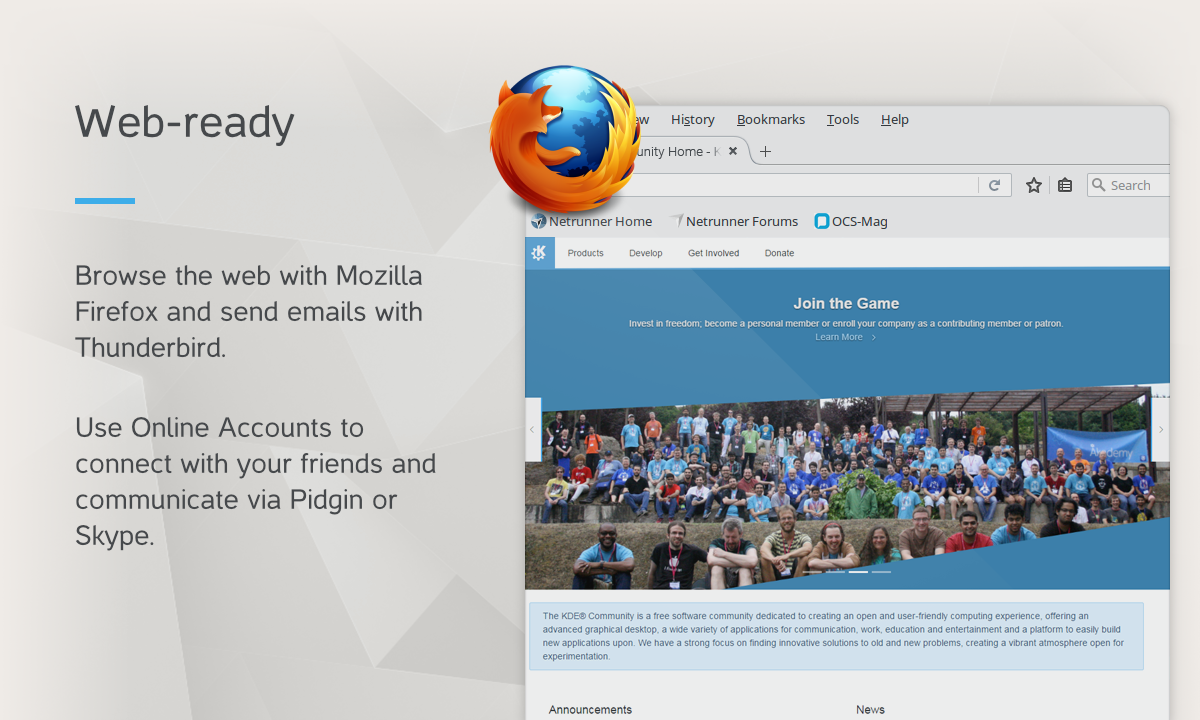 Web-ready
Browse the web with Mozilla
Firefox and send emails with
Thunderbird.
Use Online Accounts to
connect with your friends and
communicate via Pidgin or
Skype.
History Bookmarks Tools Help
unity Home - K
Search
Netrunner Home Netrunner Forums OCS-Mag
Products Develop Get Involved Donate
Join the Game
Invest in freedom; become a personal member or enroll your company as a contributing member or patron.
Learn More
Akademy
The KDE® Community is a free software community dedicated to creating an open and user-friendly computing experience, offering an
advanced graphical desktop, a wide variety of applications for communication, work, education and entertainment and a platform to easily build
new applications upon. We have a strong focus on finding innovative solutions to old and new problems, creating a vibrant atmosphere open for
experimentation.
Announcements News